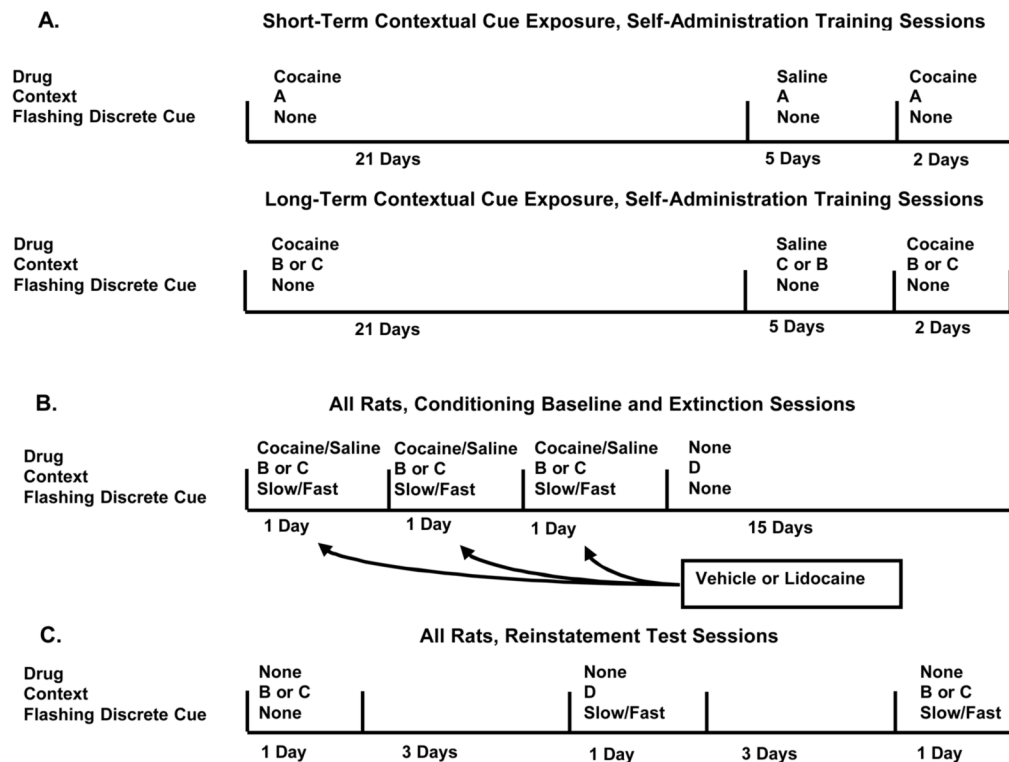 A. Short-Term Contextual Cue Exposure, Self-Administration Training Sessions
Drug Cocaine Saline Cocaine
Context A A A
Flashing Discrete Cue None None None
21 Days 5 Days 2 Days
Long-Term Contextual Cue Exposure, Self-Administration Training Sessions
Drug Cocaine Saline Cocaine
Context B or C C or B B or C
Flashing Discrete Cue None None None
21 Days 5 Days 2 Days
B. All Rats, Conditioning Baseline and Extinction Sessions
Drug Cocaine/Saline Cocaine/Saline Cocaine/Saline None
Context B or C B or C B or C D
Flashing Discrete Cue Slow/Fast Slow/Fast Slow/Fast None
1 Day 1 Day 1 Day 15 Days
Vehicle or Lidocaine
C. All Rats, Reinstatement Test Sessions
Drug None None None
Context B or C D B or C
Flashing Discrete Cue None Slow/Fast Slow/Fast
1 Day 3 Days 1 Day 3 Days 1 Day